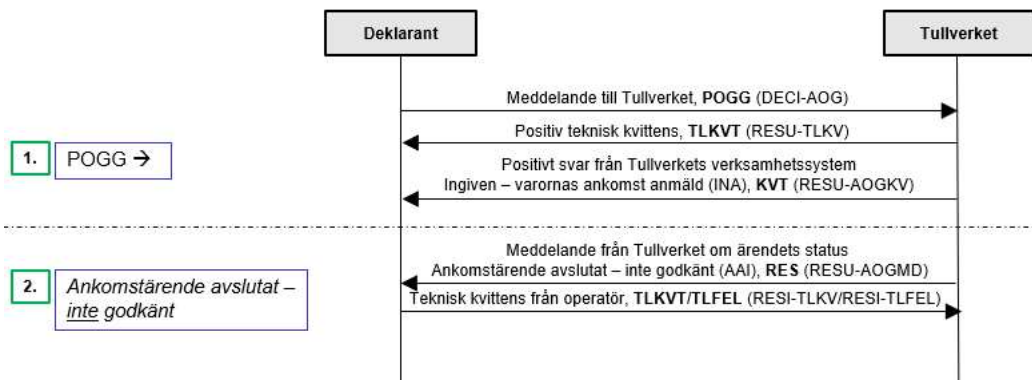 Deklarant
Tullverket
Meddelande till Tullverket, POGG (DECI-AOG)
Positiv teknisk kvittens, TLKVT (RESU-TLKV)
1.
POGG →
Positivt svar från Tullverkets verksamhetssystem
Ingiven – varornas ankomst anmäld (INA), KVT (RESU-AOGKV)
2.
Ankomstärende avslutat –
inte godkänt
Meddelande från Tullverket om ärendets status
Ankomstärende avslutat – inte godkänt (AAI), RES (RESU-AOGMD)
Teknisk kvittens från operatör, TLKVT/TLFEL (RESI-TLKV/RESI-TLFEL)